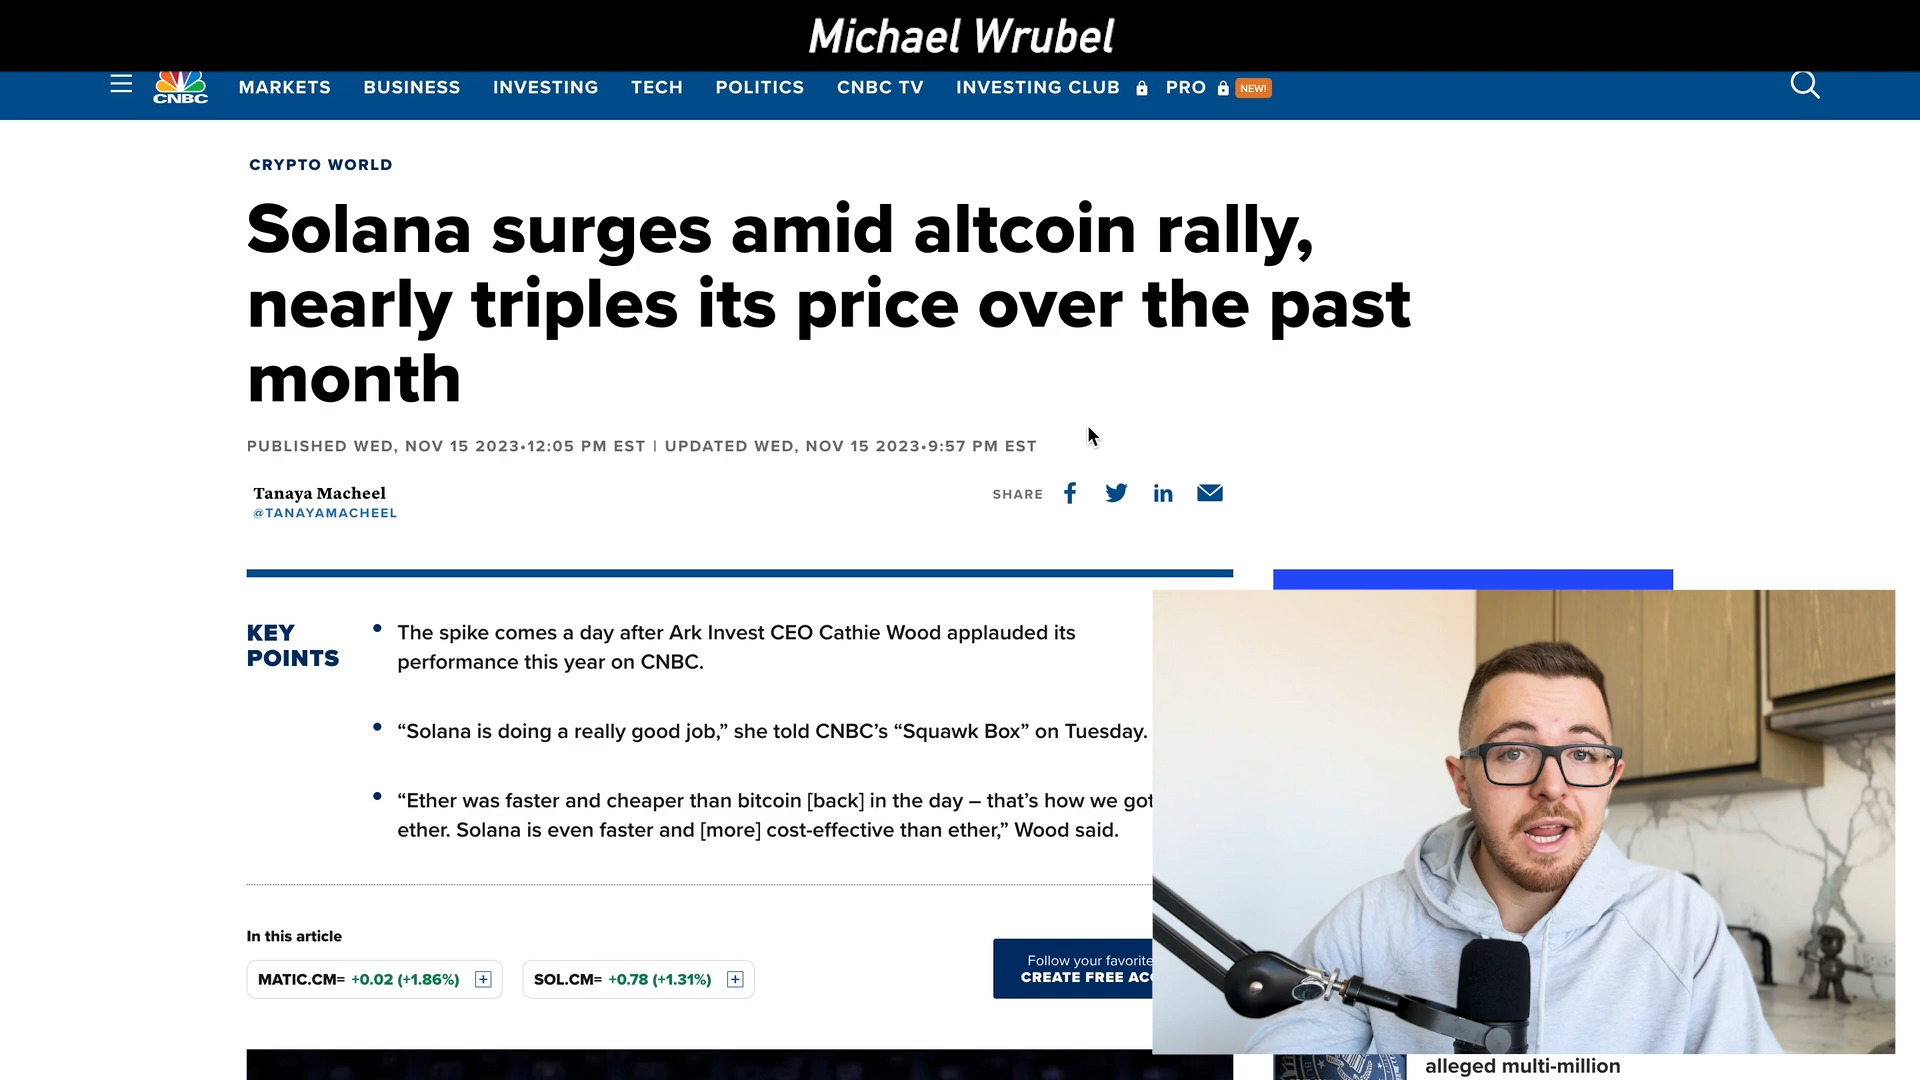 Michael Wrubel
CNBC
MARKETS BUSINESS INVESTING TECH POLITICS CNBC TV INVESTING CLUB PRO NEW!
CRYPTO WORLD
Solana surges amid altcoin rally,
nearly triples its price over the past
month
PUBLISHED WED, NOV 15 2023•12:05 PM EST | UPDATED WED, NOV 15 2023•9:57 PM EST
Tanaya Macheel
@TANAYAMACHEEL
SHARE
KEY
POINTS
• The spike comes a day after Ark Invest CEO Cathie Wood applauded its
performance this year on CNBC.
• “Solana is doing a really good job,” she told CNBC’s “Squawk Box” on Tuesday.
• “Ether was faster and cheaper than bitcoin [back] in the day – that’s how we got
ether. Solana is even faster and [more] cost-effective than ether,” Wood said.
In this article
MATIC.CM= +0.02 (+1.86%)
SOL.CM= +0.78 (+1.31%)
Follow your favorite
CREATE FREE AC
alleged multi-million